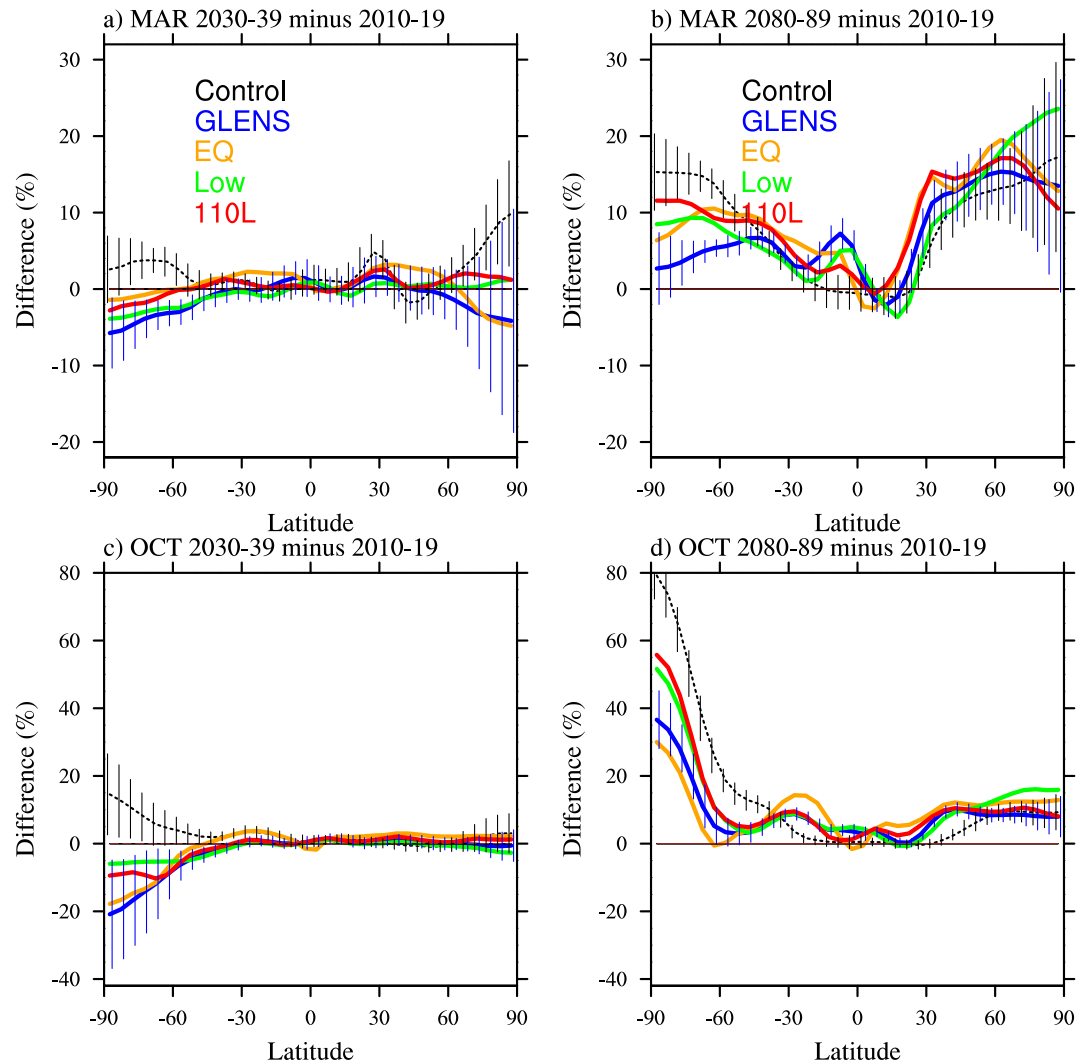 a) MAR 2030-39 minus 2010-19
30
20
10
0
-10
-20
Difference (%)
Control
GLENS
EQ
Low
110L
-90
-60
-30
0
30
60
90
Latitude
b) MAR 2080-89 minus 2010-19
30
20
10
0
-10
-20
Difference (%)
Control
GLENS
EQ
Low
110L
-90
-60
-30
0
30
60
90
Latitude
c) OCT 2030-39 minus 2010-19
80
60
40
20
0
-20
-40
Difference (%)
-90
-60
-30
0
30
60
90
Latitude
d) OCT 2080-89 minus 2010-19
80
60
40
20
0
-20
-40
Difference (%)
-90
-60
-30
0
30
60
90
Latitude